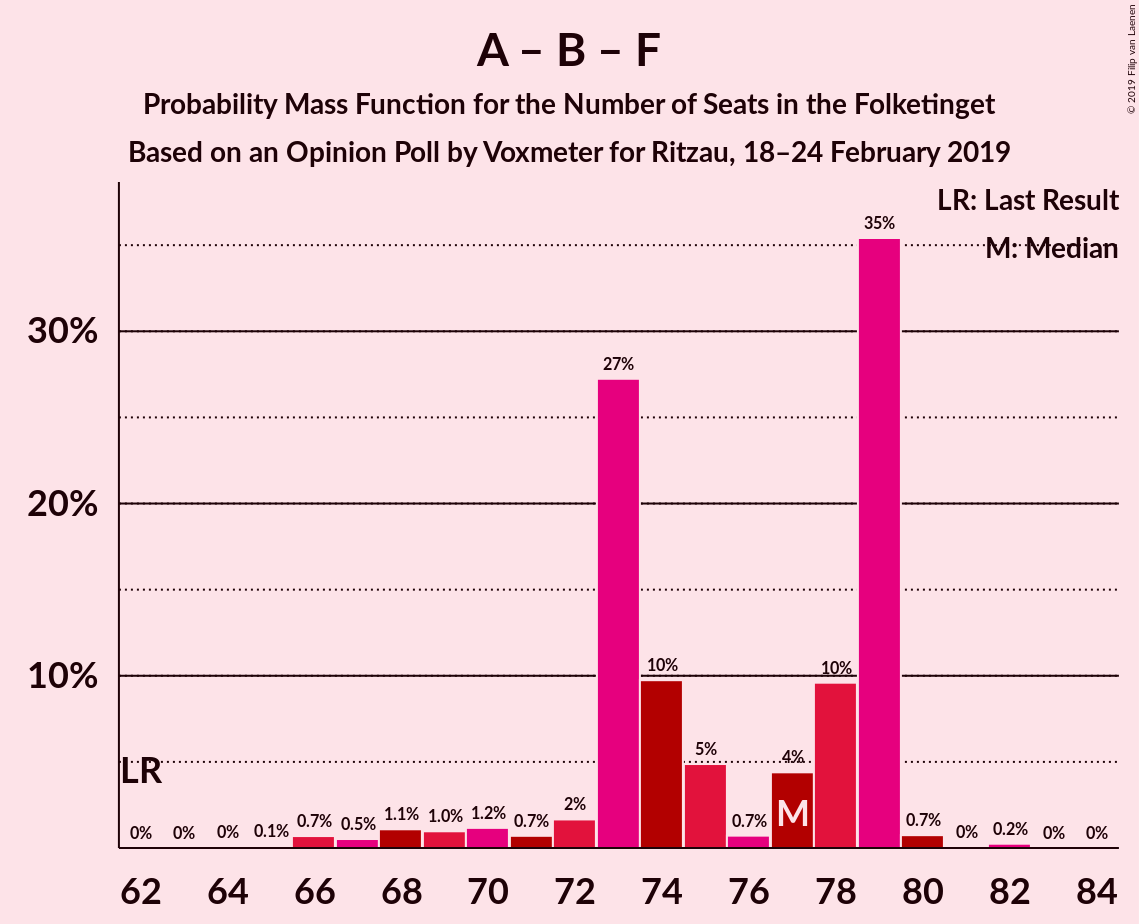 A – B – F
Probability Mass Function for the Number of Seats in the Folketinget
Based on an Opinion Poll by Voxmeter for Ritzau, 18–24 February 2019
© 2019 Filip van Laenen
LR: Last Result
M: Median
35%
30%
27%
20%
10%
10%
10%
5%
4%
LR
M
0%
0%
0%
0.1%
0.7%
0.5%
1.1%
1.0%
1.2%
0.7%
2%
0.7%
0.7%
0%
0.2%
0%
0%
62 64 66 68 70 72 74 76 78 80 82 84